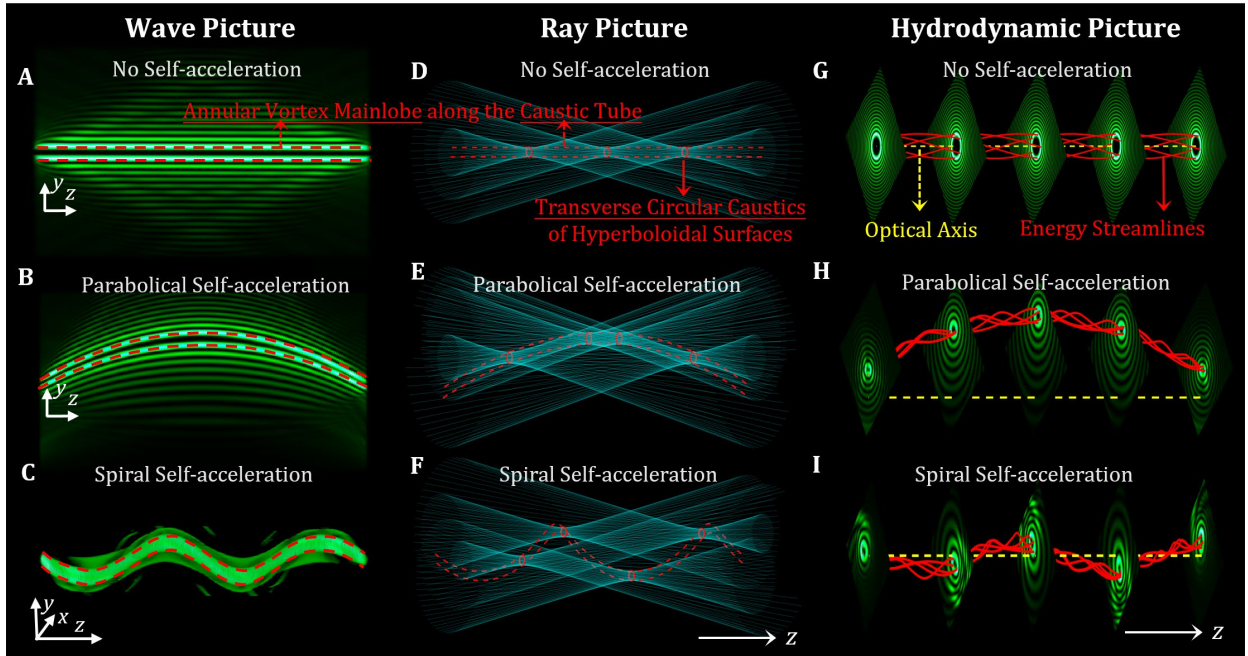 Wave Picture
Ray Picture
Hydrodynamic Picture
A
No Self-acceleration
D
No Self-acceleration
G
No Self-acceleration
Annular Vortex Mainlobe along the Caustic Tube
y
z
Transverse Circular Caustics
of Hyperboloidal Surfaces
Optical Axis
Energy Streamlines
B
Parabolical Self-acceleration
E
Parabolical Self-acceleration
H
Parabolical Self-acceleration
y
z
C
Spiral Self-acceleration
F
Spiral Self-acceleration
I
Spiral Self-acceleration
y
x
z
z
z